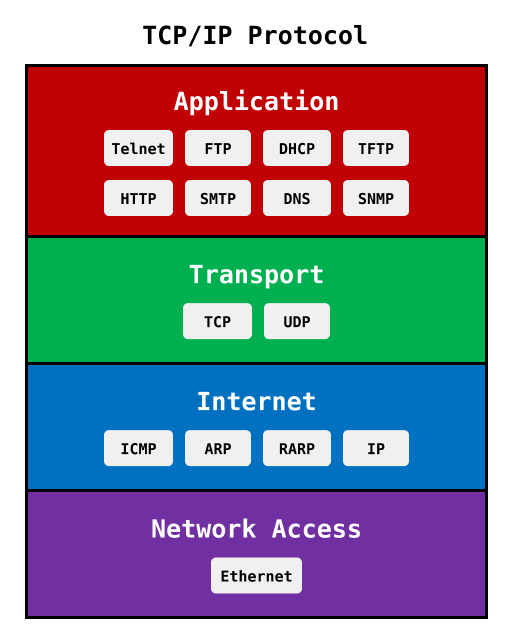 TCP/IP Protocol
Application
Telnet FTP DHCP TFTP
HTTP SMTP DNS SNMP
Transport
TCP UDP
Internet
ICMP ARP RARP IP
Network Access
Ethernet